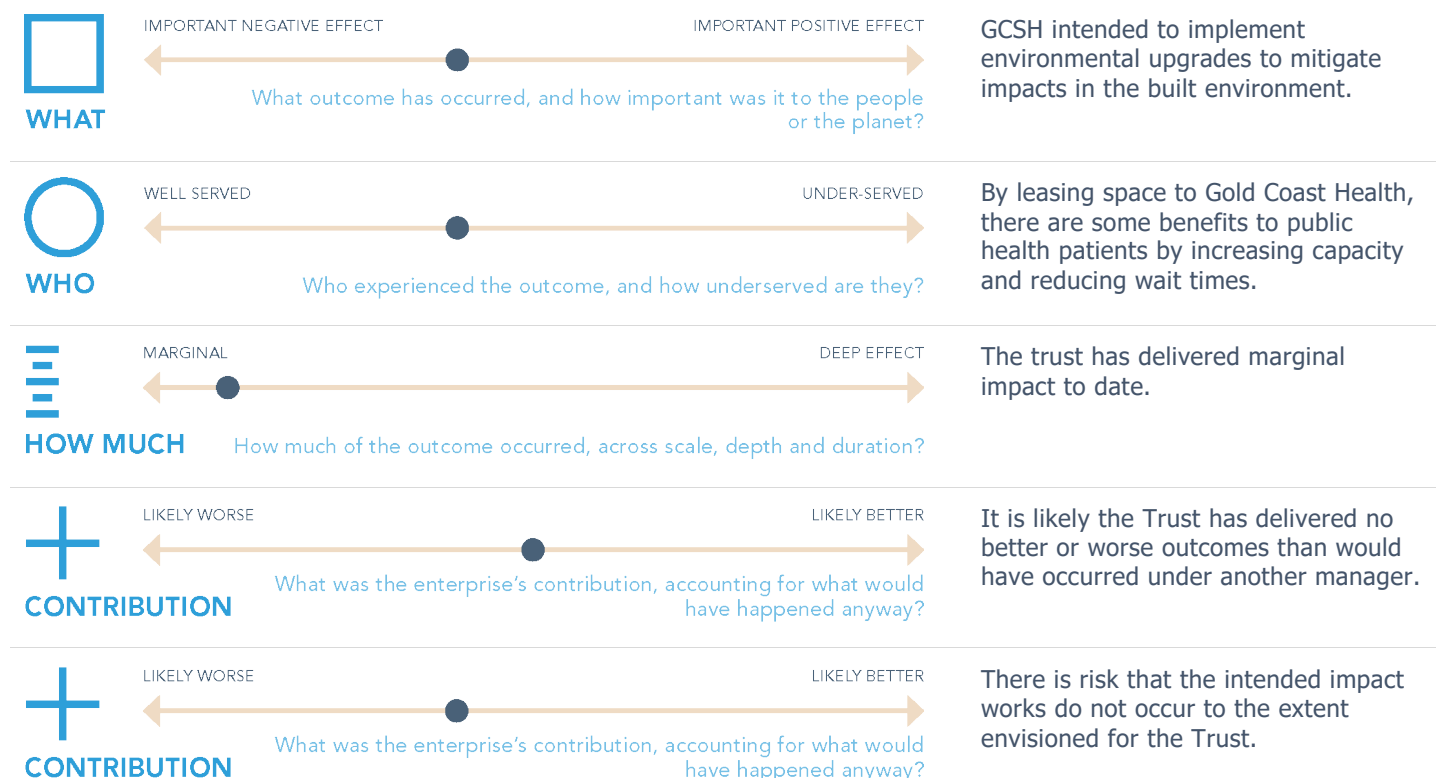 IMPORTANT NEGATIVE EFFECT
IMPORTANT POSITIVE EFFECT
What outcome has occurred, and how important was it to the people
or the planet?
WHAT
GCSH intended to implement
environmental upgrades to mitigate
impacts in the built environment.
WELL SERVED
UNDER-SERVED
Who experienced the outcome, and how underserved are they?
WHO
By leasing space to Gold Coast Health,
there are some benefits to public
health patients by increasing capacity
and reducing wait times.
MARGINAL
DEEP EFFECT
HOW MUCH
How much of the outcome occurred, across scale, depth and duration?
The trust has delivered marginal
impact to date.
LIKELY WORSE
LIKELY BETTER
What was the enterprise's contribution, accounting for what would
have happened anyway?
CONTRIBUTION
It is likely the Trust has delivered no
better or worse outcomes than would
have occurred under another manager.
LIKELY WORSE
LIKELY BETTER
What was the enterprise's contribution, accounting for what would
have happened anyway?
CONTRIBUTION
There is risk that the intended impact
works do not occur to the extent
envisioned for the Trust.